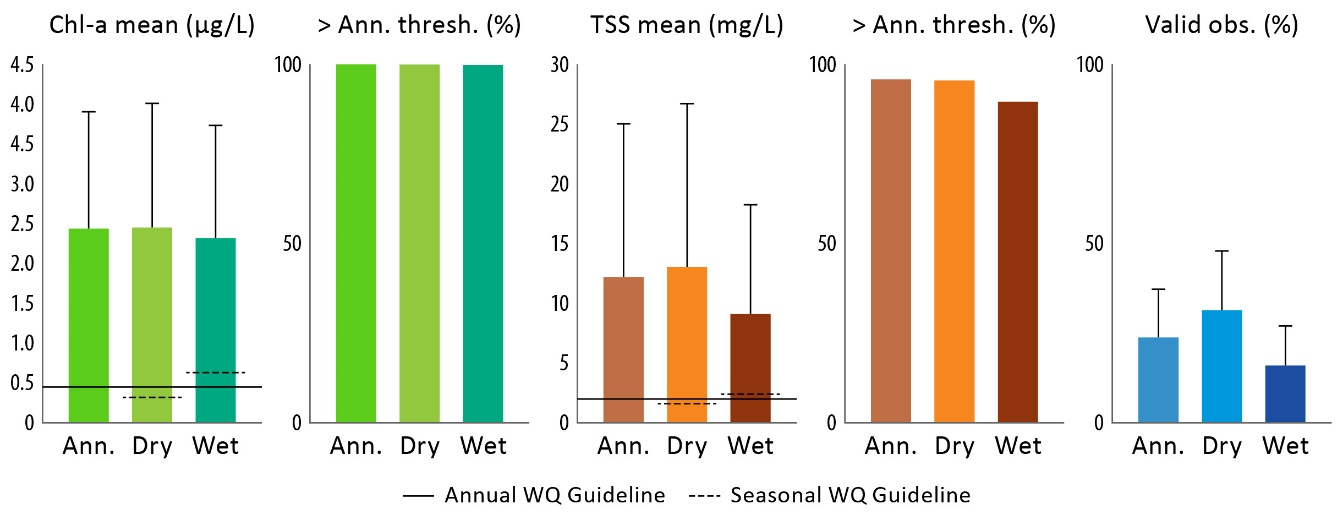 Chl-a mean (µg/L)
> Ann. thresh. (%)
TSS mean (mg/L)
> Ann. thresh. (%)
Valid obs. (%)
4.5
4.0
4.5
3.0
2.5
2.0
1.5
1.0
0.5
0
Ann. Dry Wet
100
50
0
Ann. Dry Wet
30
25
20
15
10
5
0
Ann. Dry Wet
100
50
0
Ann. Dry Wet
100
50
0
Ann. Dry Wet
Annual WQ Guideline
Seasonal WQ Guideline